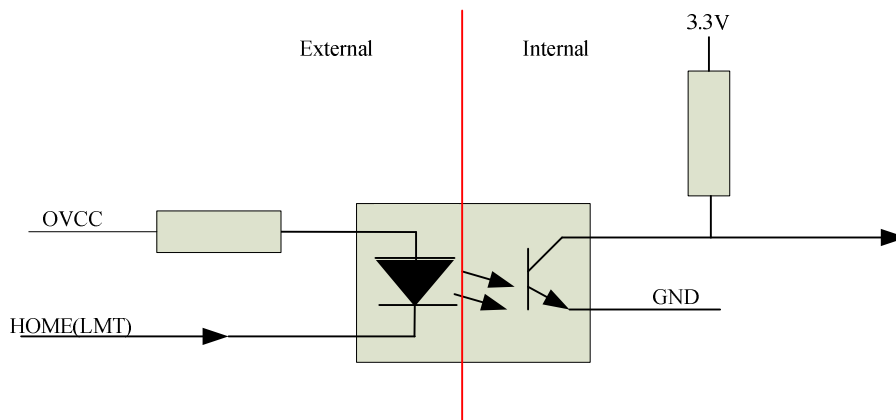 3.3V
External
Internal
OVCC
GND
HOME(LMT)